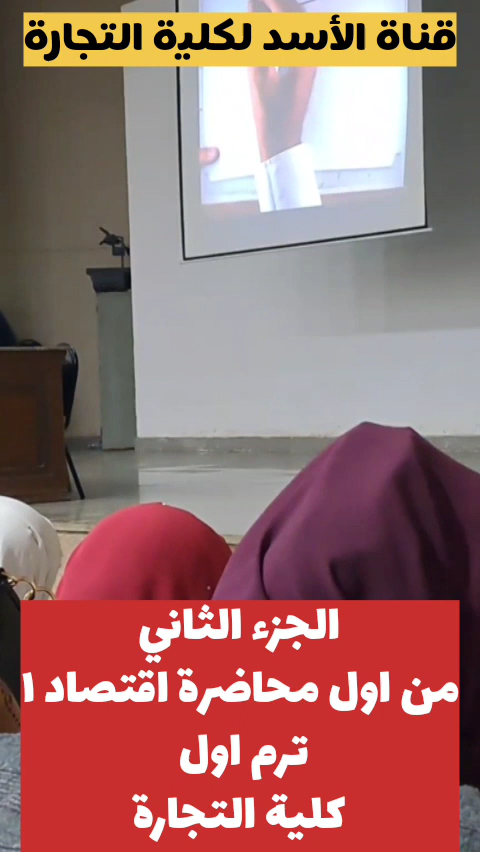 قناة الأسد لكلية التجارة
الجزء الثاني
من اول محاضرة اقتصاد ١
ترم اول
كلية التجارة